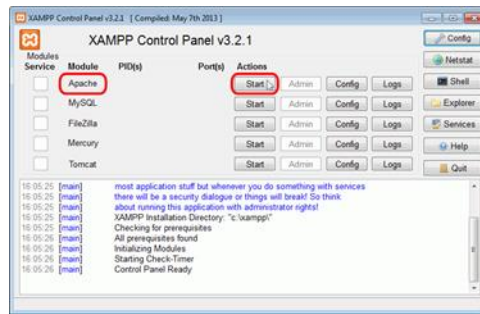 XAMPP Control Panel v3.2.1 [ Compiled: May 7th 2013 ]
XAMPP Control Panel v3.2.1
Config
Modules
Service Module PID(s) Port(s) Actions
Netstat
Apache Start Admin Config Logs
Shell
MySQL Start Admin Config Logs
Explorer
FileZilla Start Admin Config Logs
Services
Mercury Start Admin Config Logs
Help
Tomcat Start Admin Config Logs
Quit
16:05:25 [main] most application stuff but whenever you do something with services
16:05:25 [main] there will be a security dialogue or things will break! So think
16:05:25 [main] about running this application with administrator rights!
16:05:25 [main] XAMPP Installation Directory: "c:\xampp\"
16:05:25 [main] Checking for prerequisites
16:05:26 [main] All prerequisites found
16:05:26 [main] Initializing Modules
16:05:26 [main] Starting Check-Timer
16:05:26 [main] Control Panel Ready